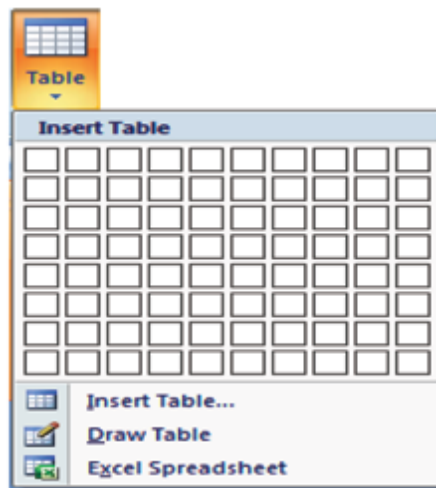 Table
Insert Table
Insert Table...
Draw Table
Excel Spreadsheet